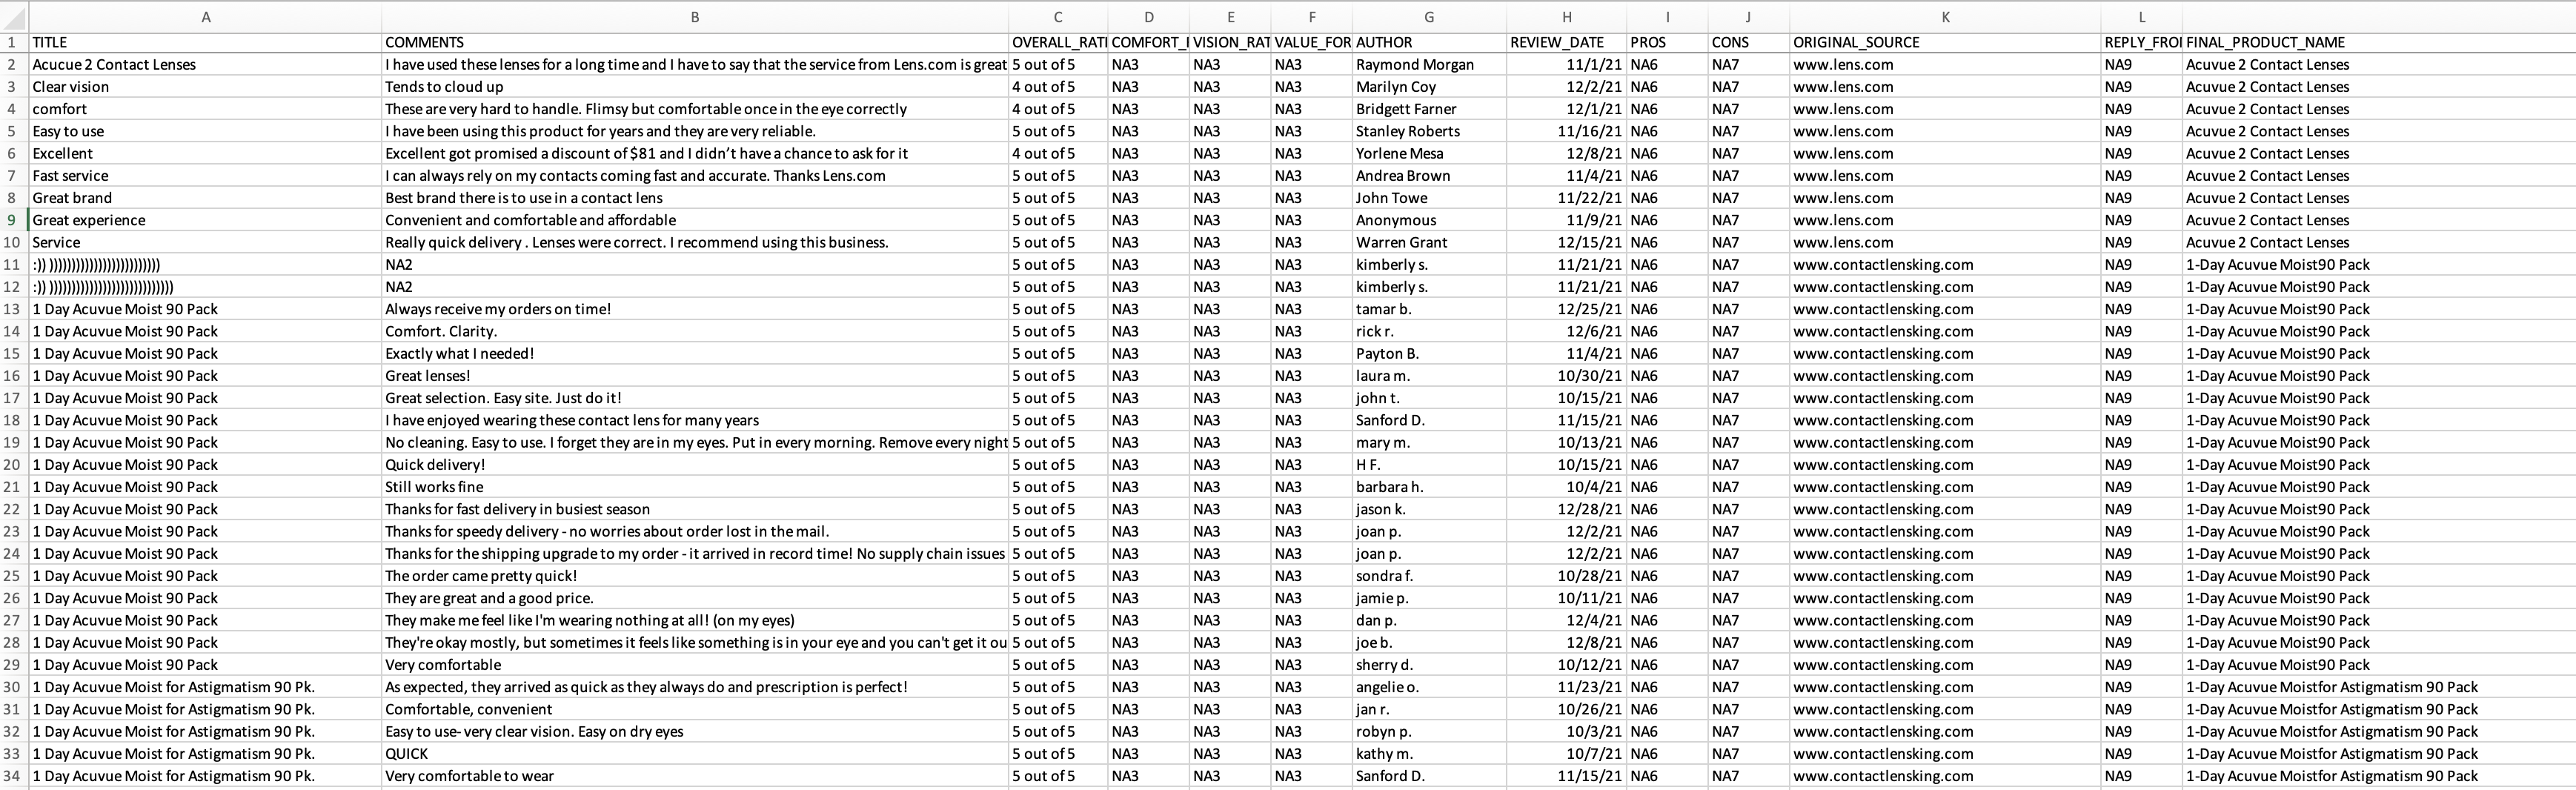 A B C D E F G H I J K L
1 TITLE COMMENTS OVERALL_RATI COMFORT_I VISION_RAT VALUE_FOR AUTHOR REVIEW_DATE PROS CONS ORIGINAL_SOURCE REPLY_FROI FINAL_PRODUCT_NAME
2 Acucue 2 Contact Lenses I have used these lenses for a long time and I have to say that the service from Lens.com is great 5 out of 5 NA3 NA3 NA3 Raymond Morgan 11/1/21 NA6 NA7 www.lens.com NA9 Acuvue 2 Contact Lenses
3 Clear vision Tends to cloud up 4 out of 5 NA3 NA3 NA3 Marilyn Coy 12/2/21 NA6 NA7 www.lens.com NA9 Acuvue 2 Contact Lenses
4 comfort These are very hard to handle. Flimsy but comfortable once in the eye correctly 4 out of 5 NA3 NA3 NA3 Bridgett Farner 12/1/21 NA6 NA7 www.lens.com NA9 Acuvue 2 Contact Lenses
5 Easy to use I have been using this product for years and they are very reliable. 5 out of 5 NA3 NA3 NA3 Stanley Roberts 11/16/21 NA6 NA7 www.lens.com NA9 Acuvue 2 Contact Lenses
6 Excellent Excellent got promised a discount of $81 and I didn’t have a chance to ask for it 4 out of 5 NA3 NA3 NA3 Yorlene Mesa 12/8/21 NA6 NA7 www.lens.com NA9 Acuvue 2 Contact Lenses
7 Fast service I can always rely on my contacts coming fast and accurate. Thanks Lens.com 5 out of 5 NA3 NA3 NA3 Andrea Brown 11/4/21 NA6 NA7 www.lens.com NA9 Acuvue 2 Contact Lenses
8 Great brand Best brand there is to use in a contact lens 5 out of 5 NA3 NA3 NA3 John Towe 11/22/21 NA6 NA7 www.lens.com NA9 Acuvue 2 Contact Lenses
9 Great experience Convenient and comfortable and affordable 5 out of 5 NA3 NA3 NA3 Anonymous 11/9/21 NA6 NA7 www.lens.com NA9 Acuvue 2 Contact Lenses
10 Service Really quick delivery . Lenses were correct. I recommend using this business. 5 out of 5 NA3 NA3 NA3 Warren Grant 12/15/21 NA6 NA7 www.lens.com NA9 Acuvue 2 Contact Lenses
11 :)) ))))))))))))))))))))))))) NA2 5 out of 5 NA3 NA3 NA3 kimberly s. 11/21/21 NA6 NA7 www.contactlensking.com NA9 1-Day Acuvue Moist90 Pack
12 :)) )))))))))))))))))))))))))))) NA2 5 out of 5 NA3 NA3 NA3 kimberly s. 11/21/21 NA6 NA7 www.contactlensking.com NA9 1-Day Acuvue Moist90 Pack
13 1 Day Acuvue Moist 90 Pack Always receive my orders on time! 5 out of 5 NA3 NA3 NA3 tamar b. 12/25/21 NA6 NA7 www.contactlensking.com NA9 1-Day Acuvue Moist90 Pack
14 1 Day Acuvue Moist 90 Pack Comfort. Clarity. 5 out of 5 NA3 NA3 NA3 rick r. 12/6/21 NA6 NA7 www.contactlensking.com NA9 1-Day Acuvue Moist90 Pack
15 1 Day Acuvue Moist 90 Pack Exactly what I needed! 5 out of 5 NA3 NA3 NA3 Payton B. 11/4/21 NA6 NA7 www.contactlensking.com NA9 1-Day Acuvue Moist90 Pack
16 1 Day Acuvue Moist 90 Pack Great lenses! 5 out of 5 NA3 NA3 NA3 laura m. 10/30/21 NA6 NA7 www.contactlensking.com NA9 1-Day Acuvue Moist90 Pack
17 1 Day Acuvue Moist 90 Pack Great selection. Easy site. Just do it! 5 out of 5 NA3 NA3 NA3 john t. 10/15/21 NA6 NA7 www.contactlensking.com NA9 1-Day Acuvue Moist90 Pack
18 1 Day Acuvue Moist 90 Pack I have enjoyed wearing these contact lens for many years 5 out of 5 NA3 NA3 NA3 Sanford D. 11/15/21 NA6 NA7 www.contactlensking.com NA9 1-Day Acuvue Moist90 Pack
19 1 Day Acuvue Moist 90 Pack No cleaning. Easy to use. I forget they are in my eyes. Put in every morning. Remove every night 5 out of 5 NA3 NA3 NA3 mary m. 10/13/21 NA6 NA7 www.contactlensking.com NA9 1-Day Acuvue Moist90 Pack
20 1 Day Acuvue Moist 90 Pack Quick delivery! 5 out of 5 NA3 NA3 NA3 H F. 10/15/21 NA6 NA7 www.contactlensking.com NA9 1-Day Acuvue Moist90 Pack
21 1 Day Acuvue Moist 90 Pack Still works fine 5 out of 5 NA3 NA3 NA3 barbara h. 10/4/21 NA6 NA7 www.contactlensking.com NA9 1-Day Acuvue Moist90 Pack
22 1 Day Acuvue Moist 90 Pack Thanks for fast delivery in busiest season 5 out of 5 NA3 NA3 NA3 jason k. 12/28/21 NA6 NA7 www.contactlensking.com NA9 1-Day Acuvue Moist90 Pack
23 1 Day Acuvue Moist 90 Pack Thanks for speedy delivery - no worries about order lost in the mail. 5 out of 5 NA3 NA3 NA3 joan p. 12/2/21 NA6 NA7 www.contactlensking.com NA9 1-Day Acuvue Moist90 Pack
24 1 Day Acuvue Moist 90 Pack Thanks for the shipping upgrade to my order - it arrived in record time! No supply chain issues 5 out of 5 NA3 NA3 NA3 joan p. 12/2/21 NA6 NA7 www.contactlensking.com NA9 1-Day Acuvue Moist90 Pack
25 1 Day Acuvue Moist 90 Pack The order came pretty quick! 5 out of 5 NA3 NA3 NA3 sondra f. 10/28/21 NA6 NA7 www.contactlensking.com NA9 1-Day Acuvue Moist90 Pack
26 1 Day Acuvue Moist 90 Pack They are great and a good price. 5 out of 5 NA3 NA3 NA3 jamie p. 10/11/21 NA6 NA7 www.contactlensking.com NA9 1-Day Acuvue Moist90 Pack
27 1 Day Acuvue Moist 90 Pack They make me feel like I'm wearing nothing at all! (on my eyes) 5 out of 5 NA3 NA3 NA3 dan p. 12/4/21 NA6 NA7 www.contactlensking.com NA9 1-Day Acuvue Moist90 Pack
28 1 Day Acuvue Moist 90 Pack They're okay mostly, but sometimes it feels like something is in your eye and you can't get it ou 5 out of 5 NA3 NA3 NA3 joe b. 12/8/21 NA6 NA7 www.contactlensking.com NA9 1-Day Acuvue Moist90 Pack
29 1 Day Acuvue Moist 90 Pack Very comfortable 5 out of 5 NA3 NA3 NA3 sherry d. 10/12/21 NA6 NA7 www.contactlensking.com NA9 1-Day Acuvue Moist90 Pack
30 1 Day Acuvue Moist for Astigmatism 90 Pk. As expected, they arrived as quick as they always do and prescription is perfect! 5 out of 5 NA3 NA3 NA3 angelie o. 11/23/21 NA6 NA7 www.contactlensking.com NA9 1-Day Acuvue Moistfor Astigmatism 90 Pack
31 1 Day Acuvue Moist for Astigmatism 90 Pk. Comfortable, convenient 5 out of 5 NA3 NA3 NA3 jan r. 10/26/21 NA6 NA7 www.contactlensking.com NA9 1-Day Acuvue Moistfor Astigmatism 90 Pack
32 1 Day Acuvue Moist for Astigmatism 90 Pk. Easy to use- very clear vision. Easy on dry eyes 5 out of 5 NA3 NA3 NA3 robyn p. 10/3/21 NA6 NA7 www.contactlensking.com NA9 1-Day Acuvue Moistfor Astigmatism 90 Pack
33 1 Day Acuvue Moist for Astigmatism 90 Pk. QUICK 5 out of 5 NA3 NA3 NA3 kathy m. 10/7/21 NA6 NA7 www.contactlensking.com NA9 1-Day Acuvue Moistfor Astigmatism 90 Pack
34 1 Day Acuvue Moist for Astigmatism 90 Pk. Very comfortable to wear 5 out of 5 NA3 NA3 NA3 Sanford D. 11/15/21 NA6 NA7 www.contactlensking.com NA9 1-Day Acuvue Moistfor Astigmatism 90 Pack